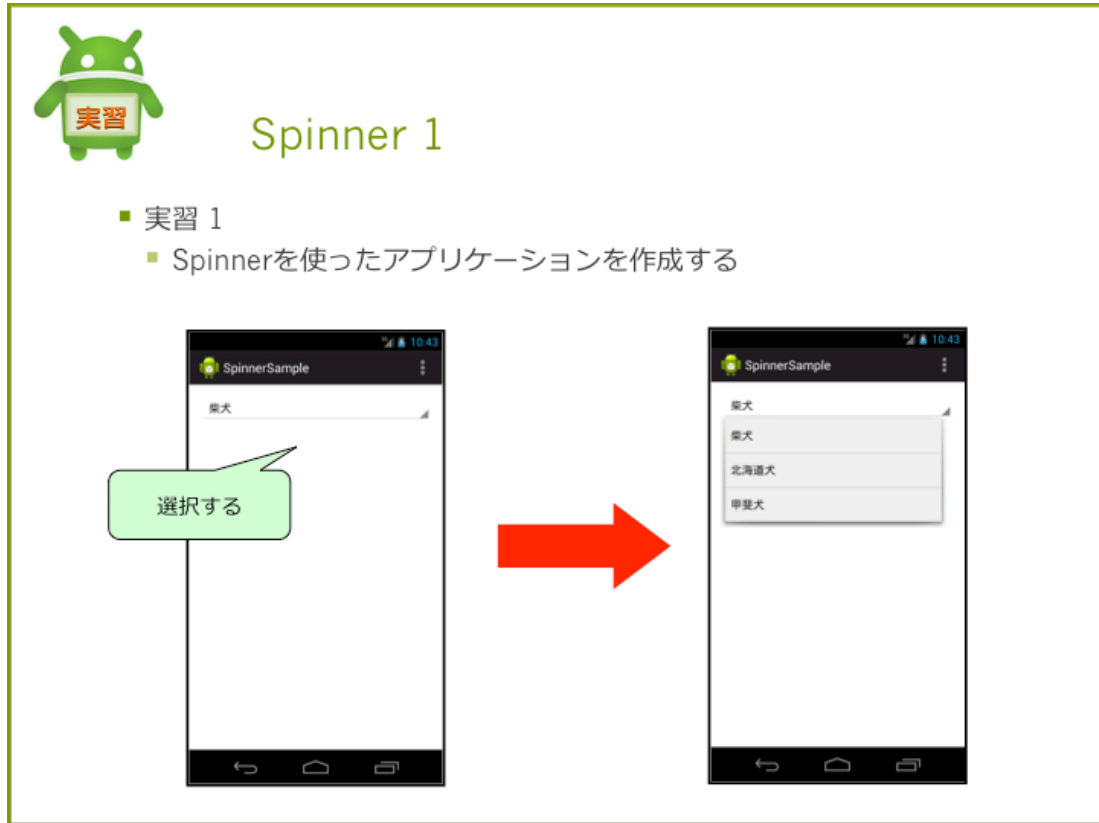 実習
Spinner 1
実習 1
Spinnerを使ったアプリケーションを作成する
10:43
SpinnerSample
柴犬
選択する
10:43
SpinnerSample
柴犬
柴犬
北海道犬
甲斐犬